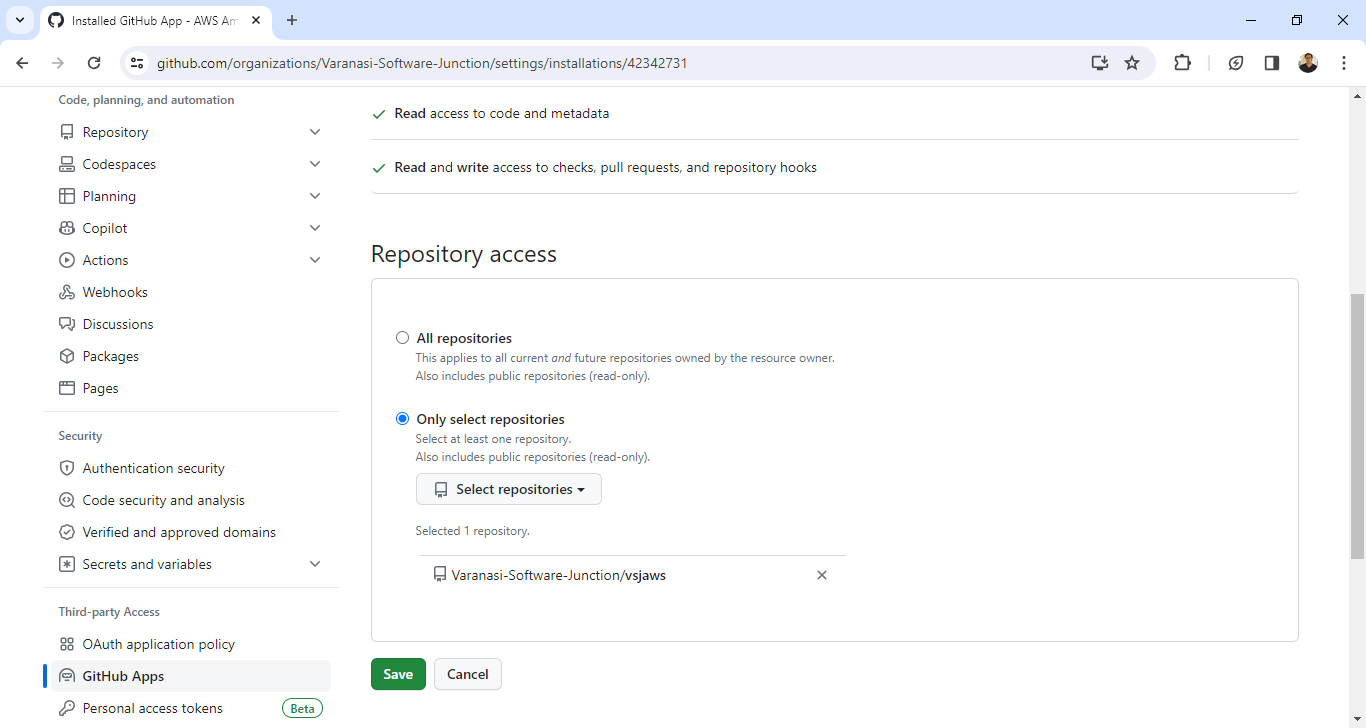 Installed GitHub App - AWS Am
github.com/organizations/Varanasi-Software-Junction/settings/installations/42342731
Code, planning, and automation
Repository
Codespaces
Planning
Copilot
Actions
Webhooks
Discussions
Packages
Pages
Security
Authentication security
Code security and analysis
Verified and approved domains
Secrets and variables
Third-party Access
OAuth application policy
GitHub Apps
Personal access tokens Beta
Read access to code and metadata
Read and write access to checks, pull requests, and repository hooks
Repository access
All repositories
This applies to all current and future repositories owned by the resource owner.
Also includes public repositories (read-only).
Only select repositories
Select at least one repository.
Also includes public repositories (read-only).
Select repositories
Selected 1 repository.
Varanasi-Software-Junction/vsjaws
Save
Cancel